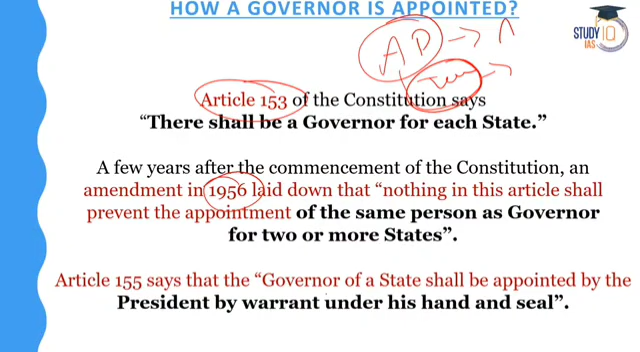 HOW A GOVERNOR IS APPOINTED?
STUDY IQ
IAS
AP
Article 153 of the Constitution says
“There shall be a Governor for each State.”
A few years after the commencement of the Constitution, an
amendment in 1956 laid down that “nothing in this article shall
prevent the appointment of the same person as Governor
for two or more States”.
Article 155 says that the “Governor of a State shall be appointed by the
President by warrant under his hand and seal”.